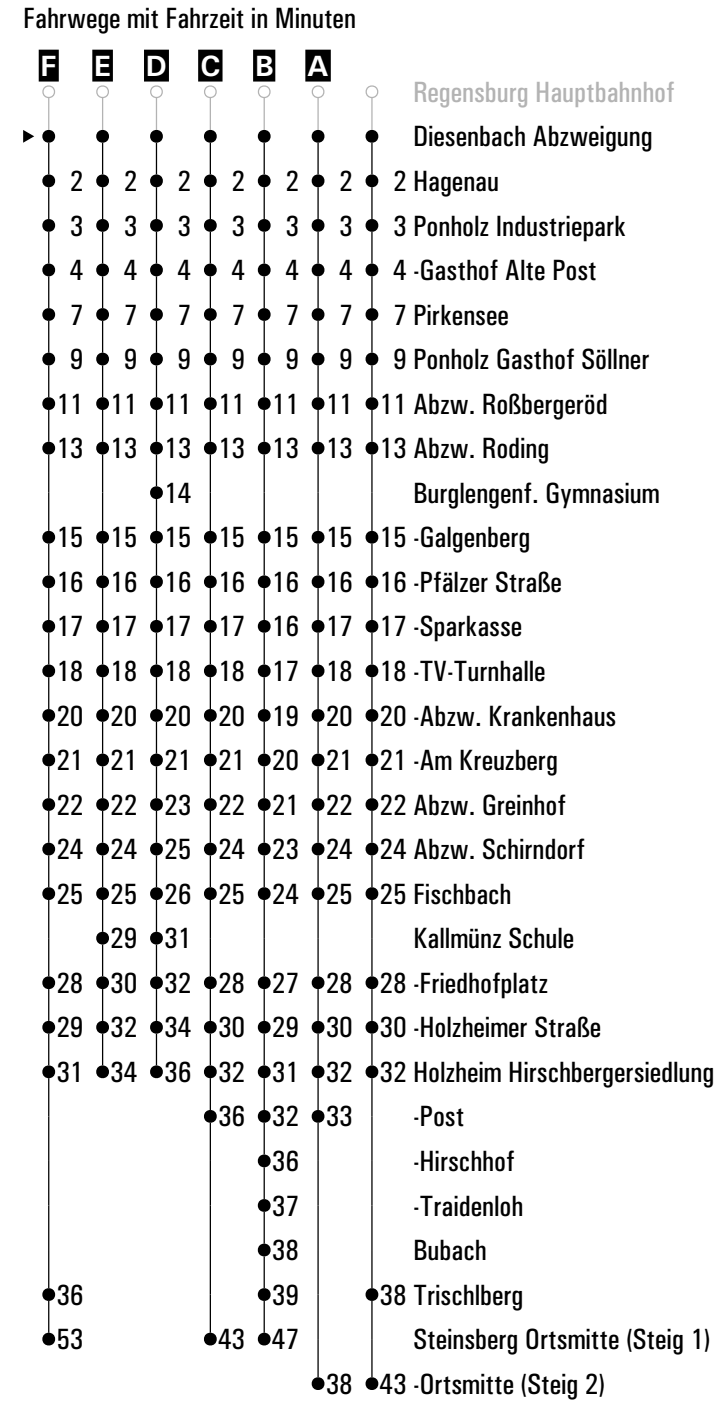 Fahrwege mit Fahrzeit in Minuten
F E D C B A
Regensburg Hauptbahnhof
Diesenbach Abzweigung
2 2 2 2 2 2 2 Hagenau
3 3 3 3 3 3 3 Ponholz Industriepark
4 4 4 4 4 4 4 -Gasthof Alte Post
7 7 7 7 7 7 7 Pirkensee
9 9 9 9 9 9 9 Ponholz Gasthof Söllner
11 11 11 11 11 11 11 Abzw. Roßbergeröd
13 13 13 13 13 13 13 Abzw. Roding
14 Burglengenf. Gymnasium
15 15 15 15 15 15 15 -Galgenberg
16 16 16 16 16 16 16 -Pfälzer Straße
17 17 17 17 16 17 17 -Sparkasse
18 18 18 18 17 18 18 -TV-Turnhalle
20 20 20 20 19 20 20 -Abzw. Krankenhaus
21 21 21 21 20 21 21 -Am Kreuzberg
22 22 23 22 21 22 22 Abzw. Greinhof
24 24 25 24 23 24 24 Abzw. Schirndorf
25 25 26 25 24 25 25 Fischbach
29 31 Kallmünz Schule
28 30 32 28 27 28 28 -Friedhofplatz
29 32 34 30 29 30 30 -Holzheimer Straße
31 34 36 32 31 32 32 Holzheim Hirschbergersiedlung
36 32 33 -Post
36 -Hirschhof
37 -Traidenloh
38 Bubach
36 39 38 Trischlberg
53 43 47 Steinsberg Ortsmitte (Steig 1)
38 43 -Ortsmitte (Steig 2)